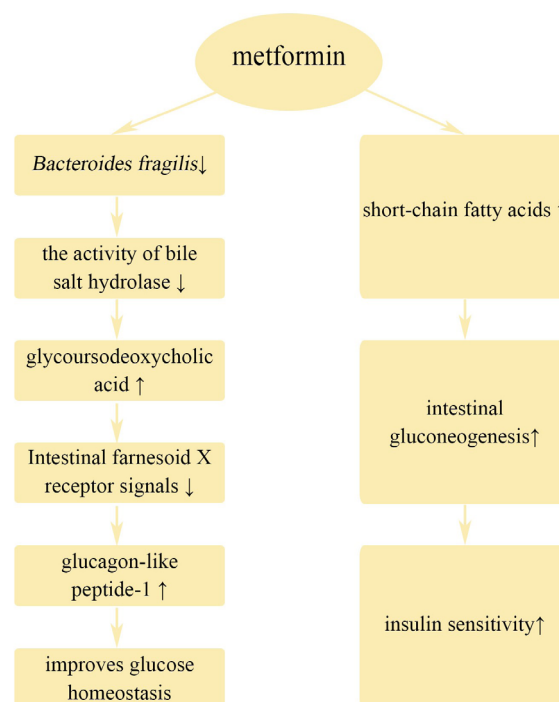 metformin
Bacteroides fragilis↓
the activity of bile
salt hydrolase ↓
glycoursodeoxycholic
acid ↑
Intestinal farnesoid X
receptor signals ↓
glucagon-like
peptide-1 ↑
improves glucose
homeostasis
short-chain fatty acids ↑
intestinal
gluconeogenesis↑
insulin sensitivity↑